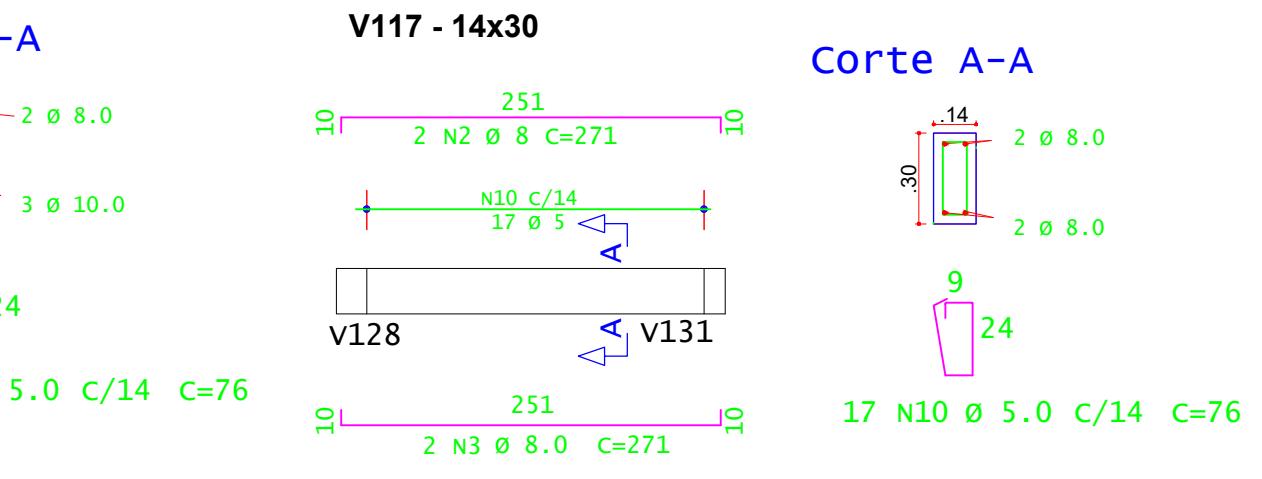 -A
2 Ø 8.0
3 Ø 10.0
24
5.0 C/14 C=76
V117 - 14x30
10 251 10
2 N2 Ø 8 C=271
N10 C/14
17 Ø 5
A
V128
A
V131
10 251 10
2 N3 Ø 8.0 C=271
Corte A-A
.14
2 Ø 8.0
.30
2 Ø 8.0
9
24
17 N10 Ø 5.0 C/14 C=76